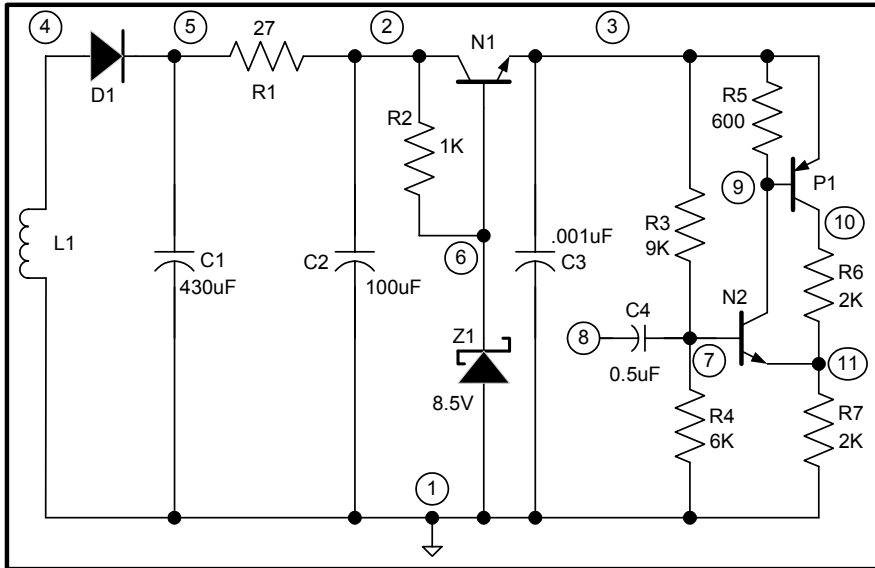 4
5
27
2
N1
3
D1
R1
R5
600
R2
1K
9
P1
10
L1
C1
430uF
C2
100uF
6
.001uF
C3
R3
9K
R6
2K
N2
C4
8
7
11
0.5uF
Z1
8.5V
R4
6K
R7
2K
1